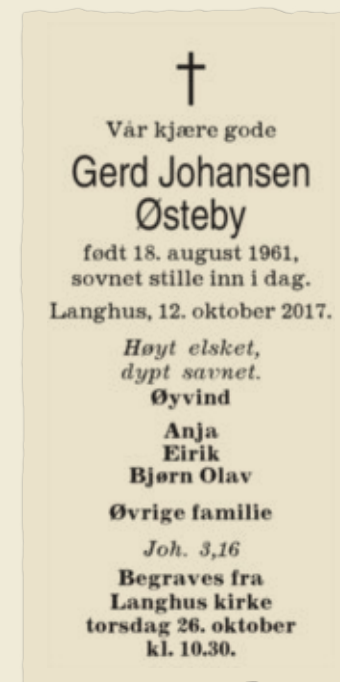 Vår kjære gode
Gerd Johansen
Østeby
født 18. august 1961,
sovnet stille inn i dag.
Langhus, 12. oktober 2017.
Høyt elsket,
dypt savnet.
Øyvind
Anja
Eirik
Bjørn Olav
Øvrige familie
Joh. 3,16
Begraves fra
Langhus kirke
torsdag 26. oktober
kl. 10.30.